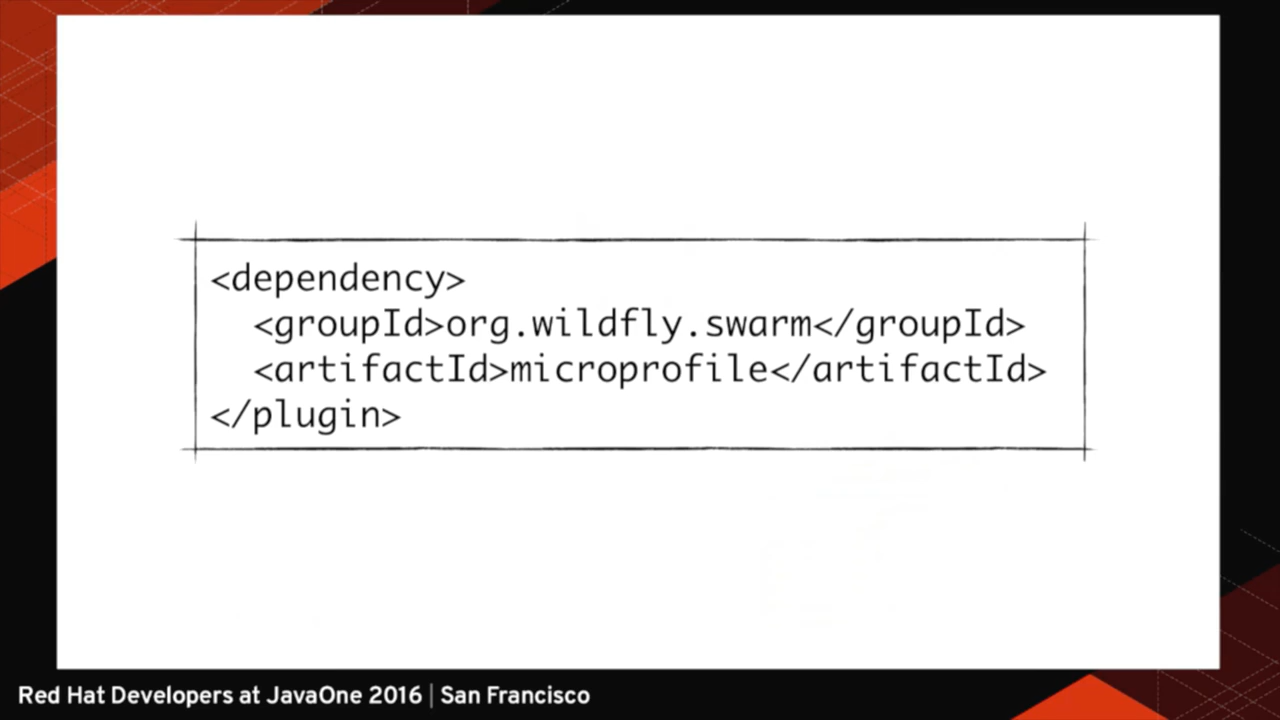 <dependency>
  <groupId>org.wildfly.swarm</groupId>
  <artifactId>microprofile</artifactId>
</plugin>
Red Hat Developers at JavaOne 2016 | San Francisco